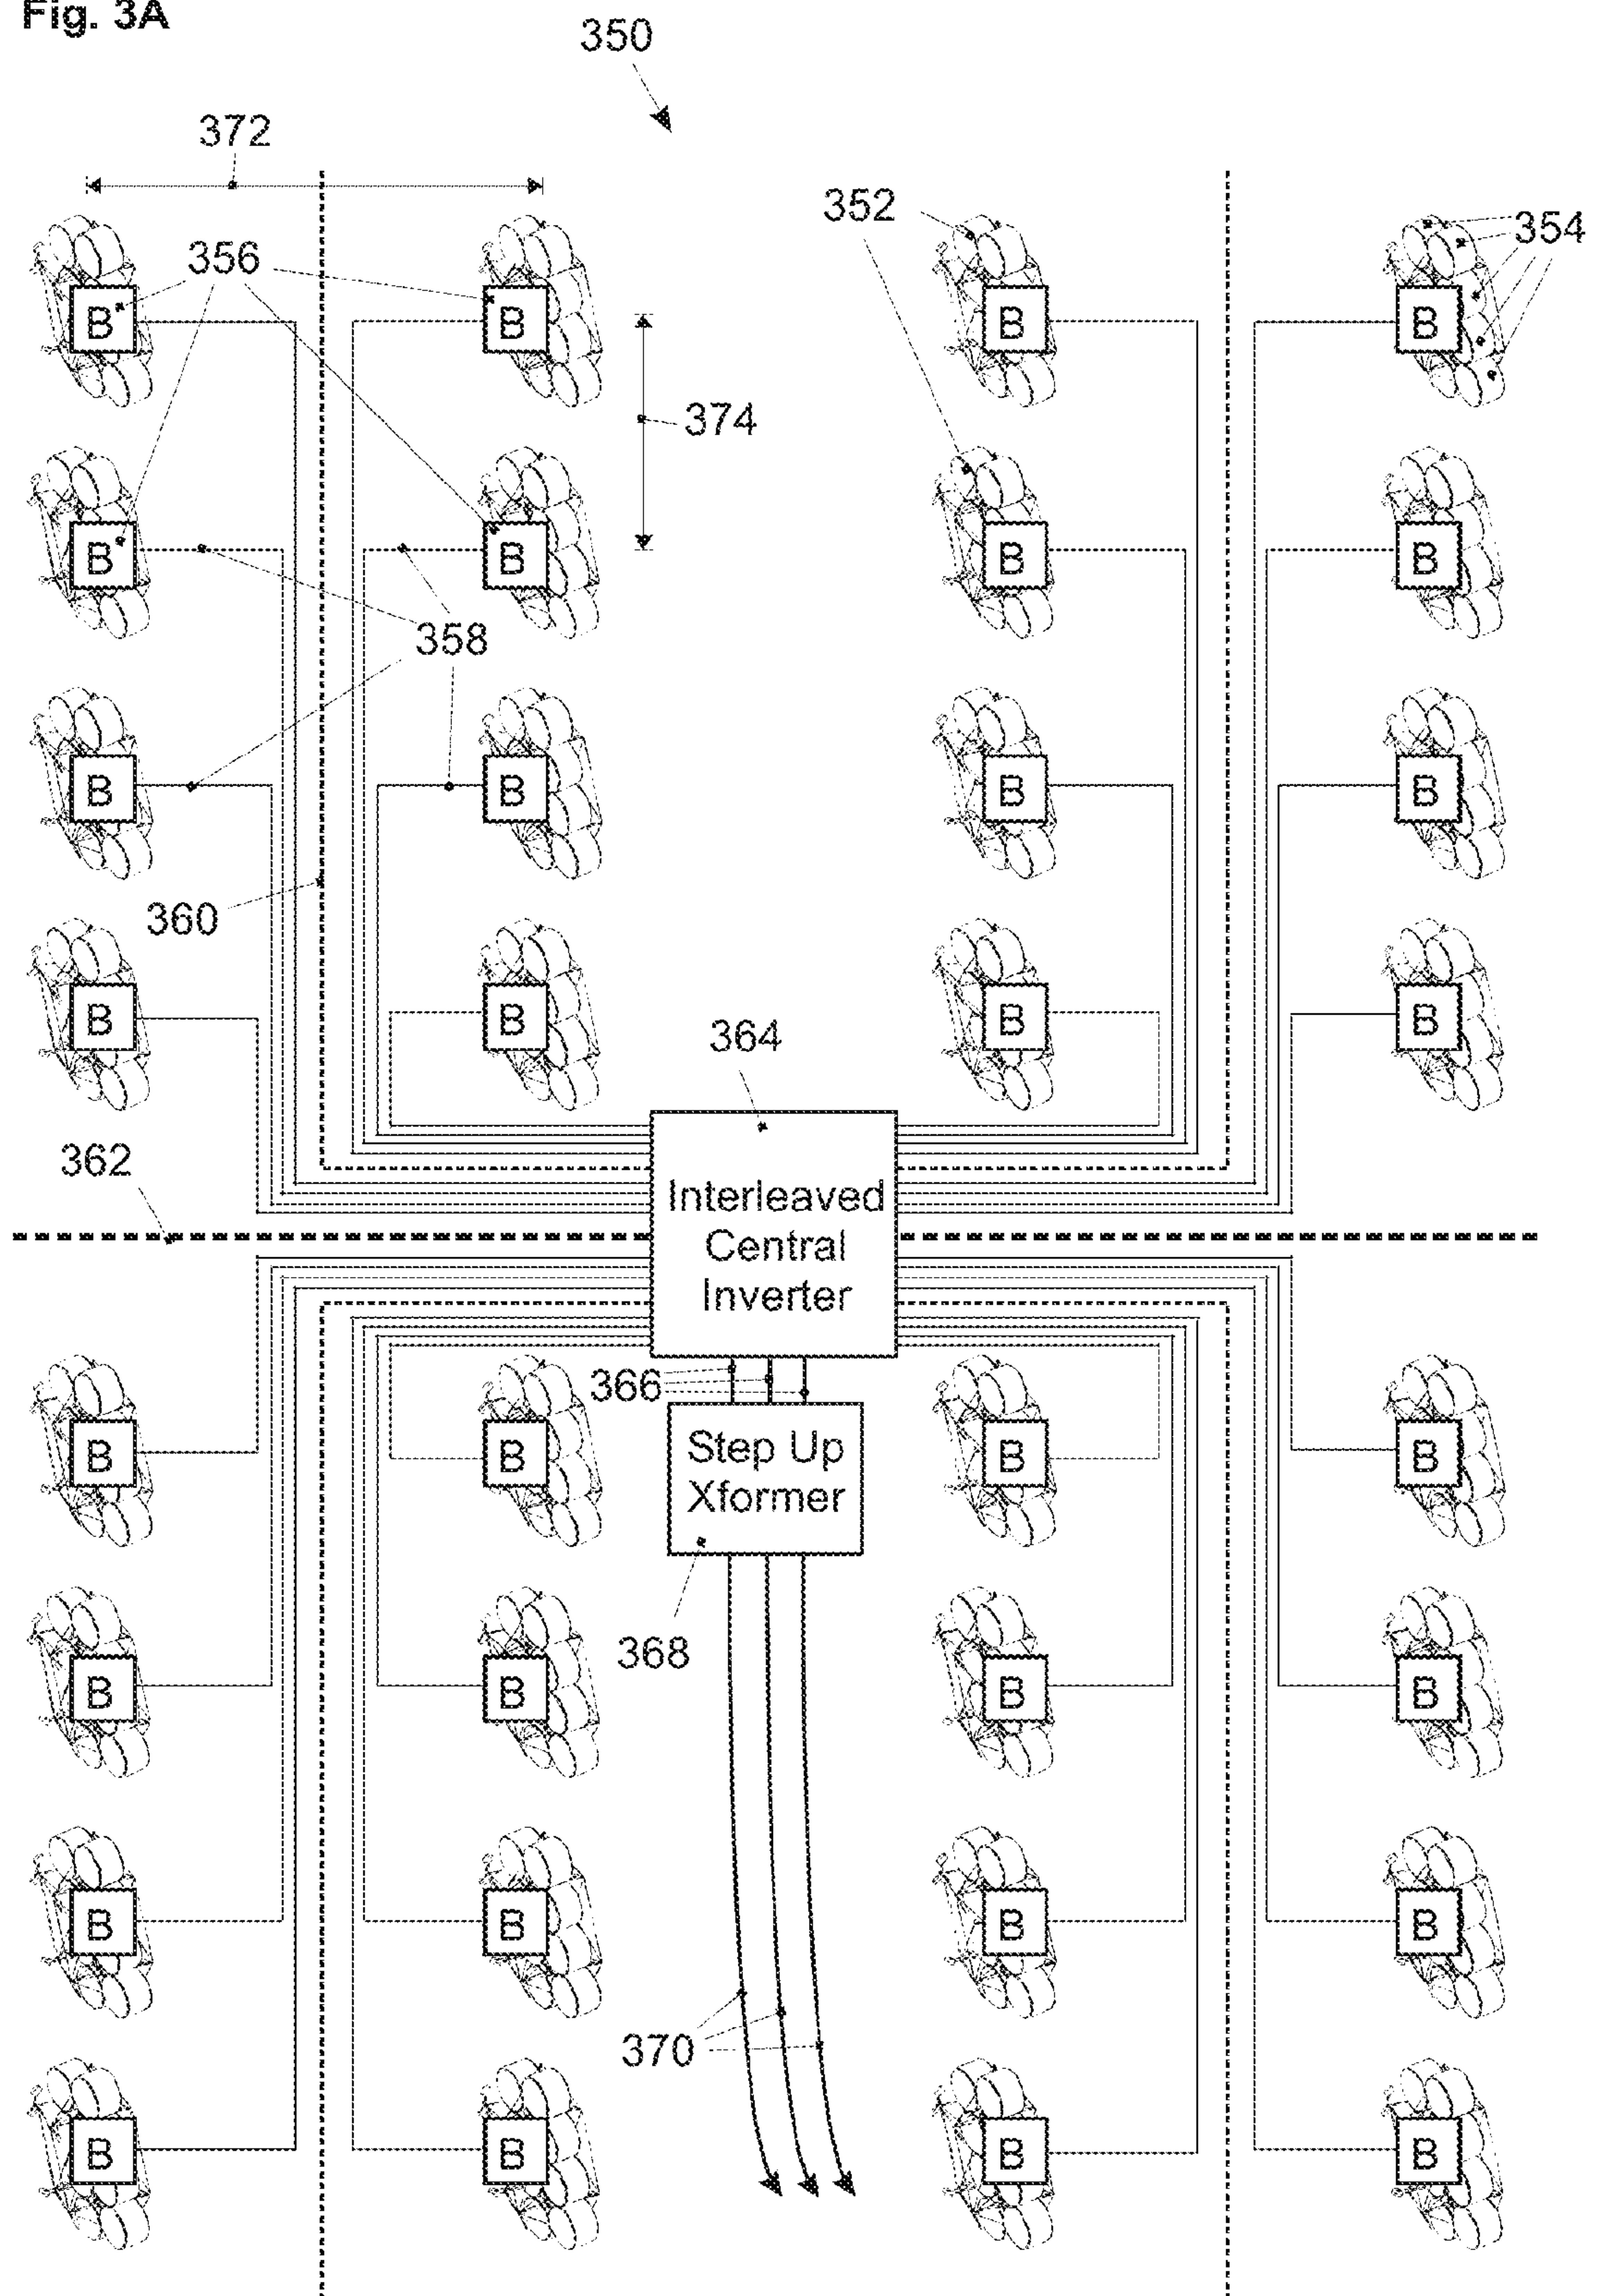 Fig. 3A
350
372
352
354
356
B B B B
374
B B B B
358
B B B B
360
B B B B
364
362
Interleaved
Central
Inverter
366
B B B B
Step Up
Xformer
368
B B B B
B B B B
370
B B B B